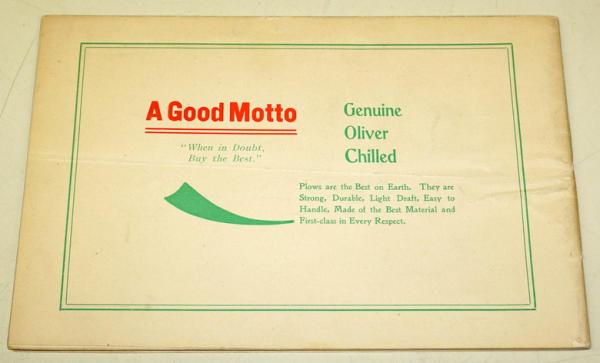 A Good Motto
"When in Doubt,
Buy the Best."
Genuine
Oliver
Chilled
Plows are the Best on Earth. They are
Strong, Durable, Light Draft, Easy to
Handle, Made of the Best Material and
First-class in Every Respect.